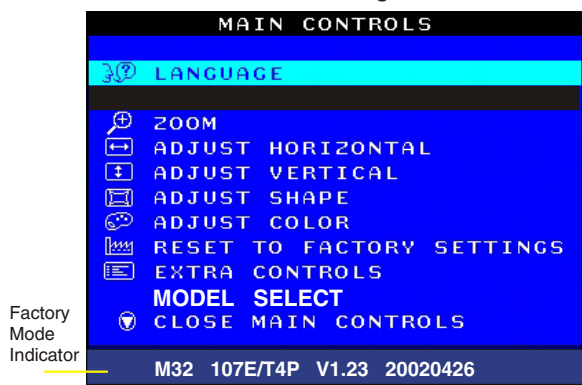 MAIN CONTROLS
LANGUAGE
ZOOM
ADJUST HORIZONTAL
ADJUST VERTICAL
ADJUST SHAPE
ADJUST COLOR
RESET TO FACTORY SETTINGS
EXTRA CONTROLS
MODEL SELECT
CLOSE MAIN CONTROLS
Factory
Mode
Indicator
M32 107E/T4P V1.23 20020426